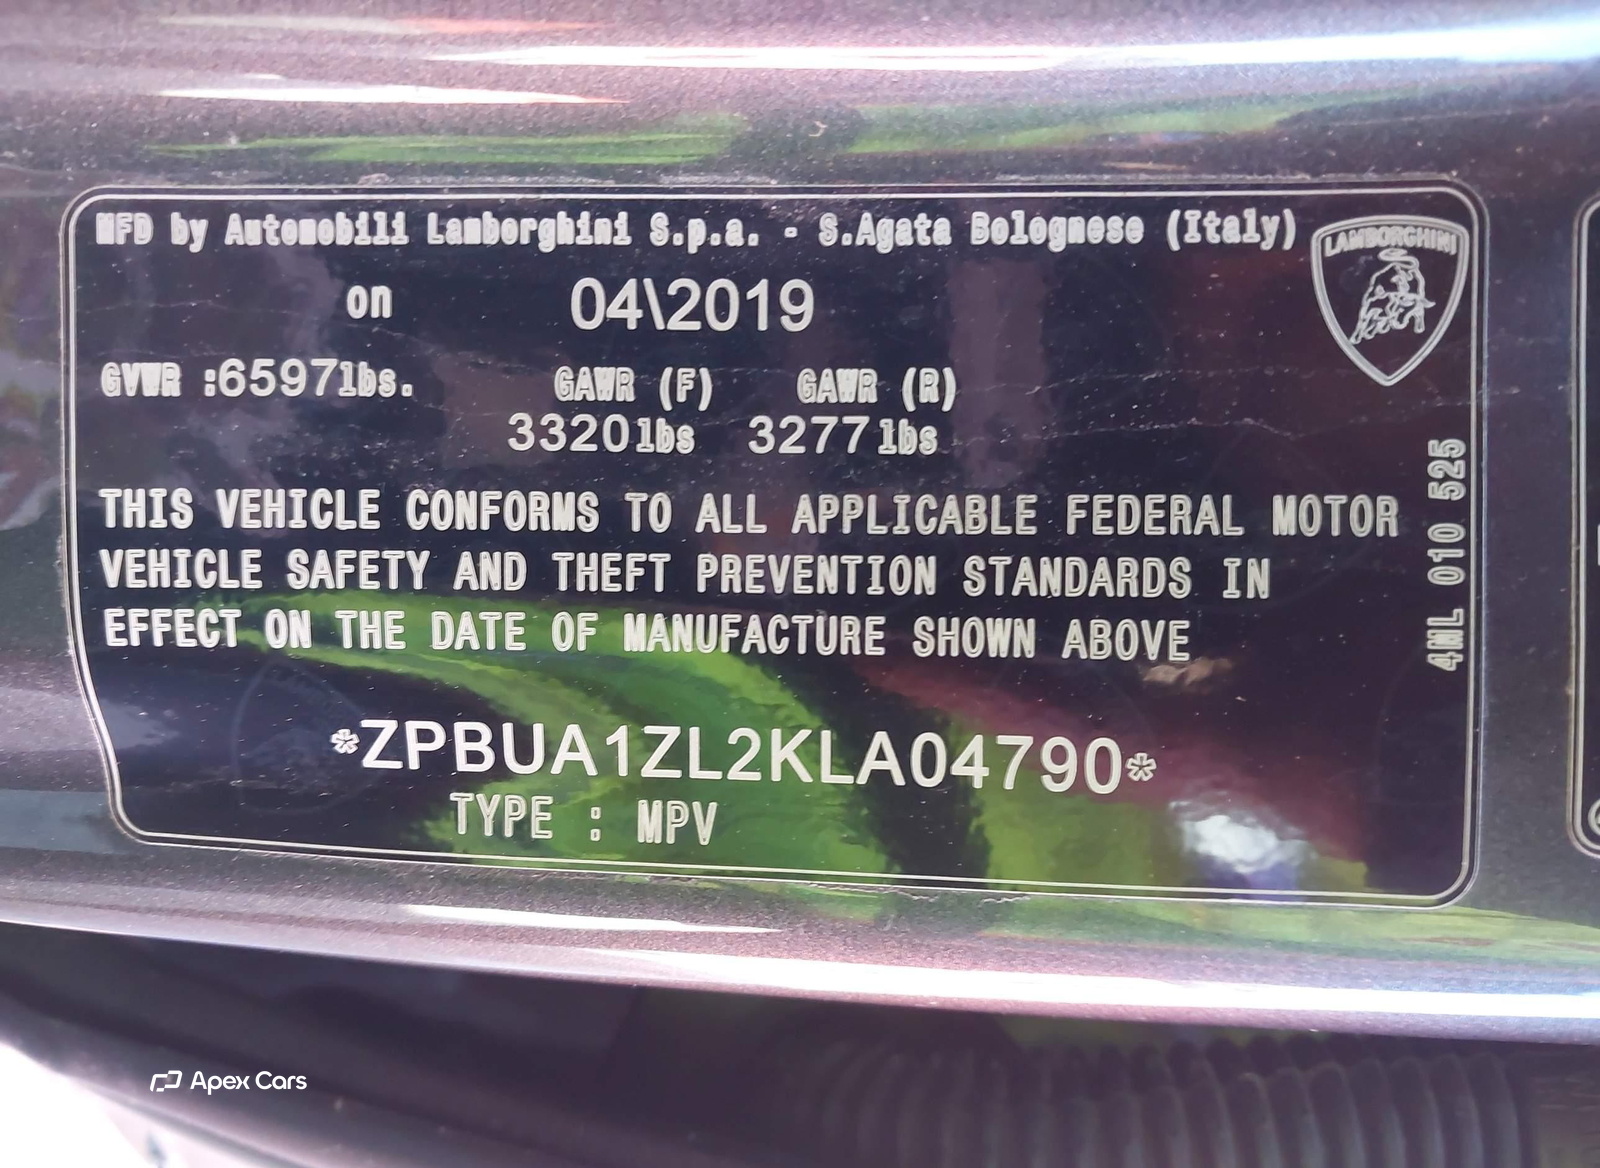 MFD by Automobili Lamborghini S.p.a. - S.Agata Bolognese (Italy)
LAMBORGHINI
on 04\2019
GVWR :6597lbs. GAWR (F) GAWR (R)
3320lbs 3277lbs
THIS VEHICLE CONFORMS TO ALL APPLICABLE FEDERAL MOTOR
VEHICLE SAFETY AND THEFT PREVENTION STANDARDS IN
EFFECT ON THE DATE OF MANUFACTURE SHOWN ABOVE
4ML 010 525
*ZPBUA1ZL2KLA04790*
TYPE : MPV
Apex Cars